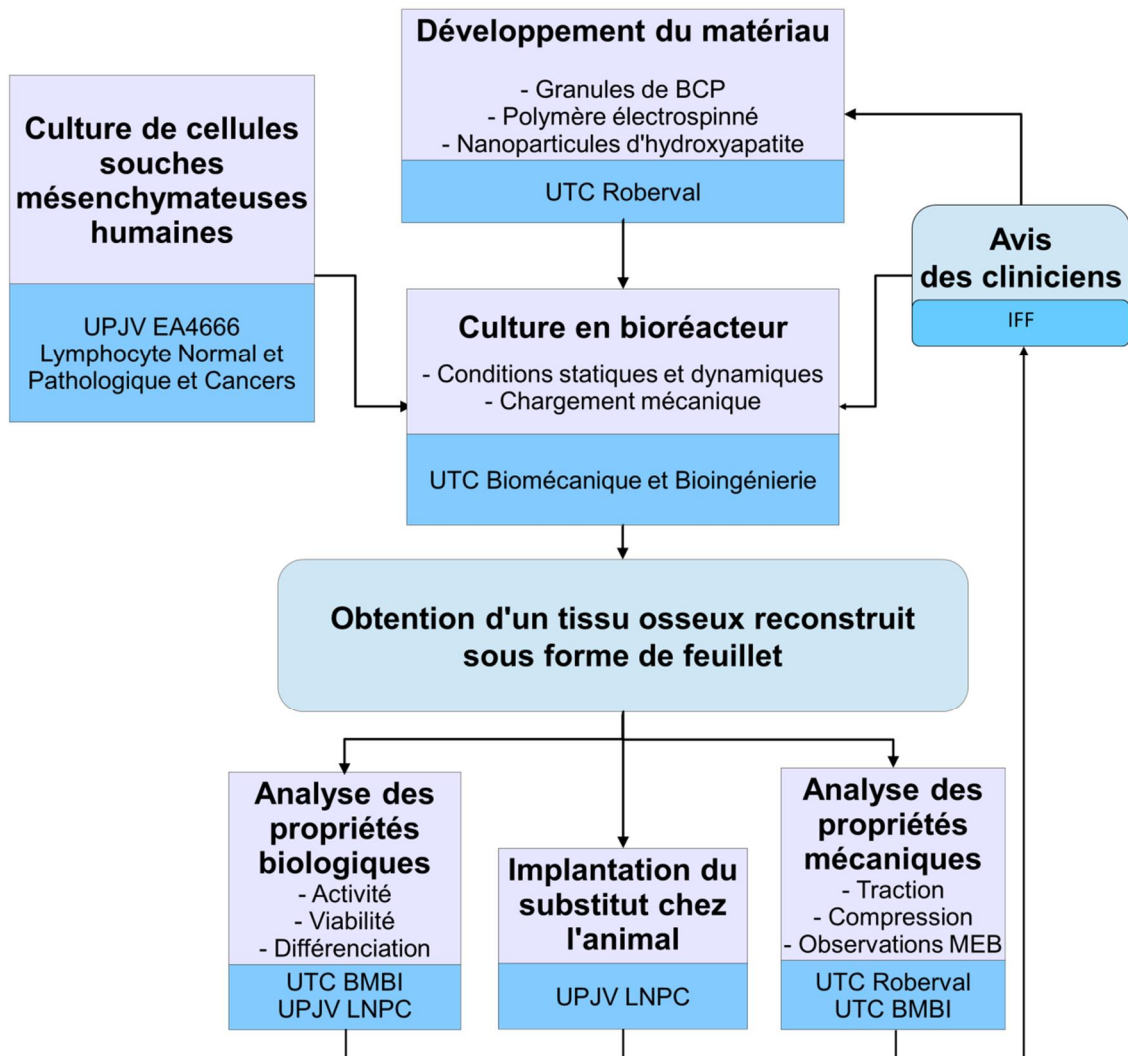 Développement du matériau
- Granules de BCP
- Polymère électrospinné
- Nanoparticules d'hydroxyapatite
UTC Roberval
Culture de cellules
souches
mésenchymateuses
humaines
UPJV EA4666
Lymphocyte Normal et
Pathologique et Cancers
Avis
des cliniciens
IFF
Culture en bioréacteur
- Conditions statiques et dynamiques
- Chargement mécanique
UTC Biomécanique et Bioingénierie
Obtention d'un tissu osseux reconstruit
sous forme de feuillet
Analyse des
propriétés
biologiques
- Activité
- Viabilité
- Différenciation
UTC BMBI
UPJV LNPC
Implantation du
substitut chez
l'animal
UPJV LNPC
Analyse des
propriétés
mécaniques
- Traction
- Compression
- Observations MEB
UTC Roberval
UTC BMBI